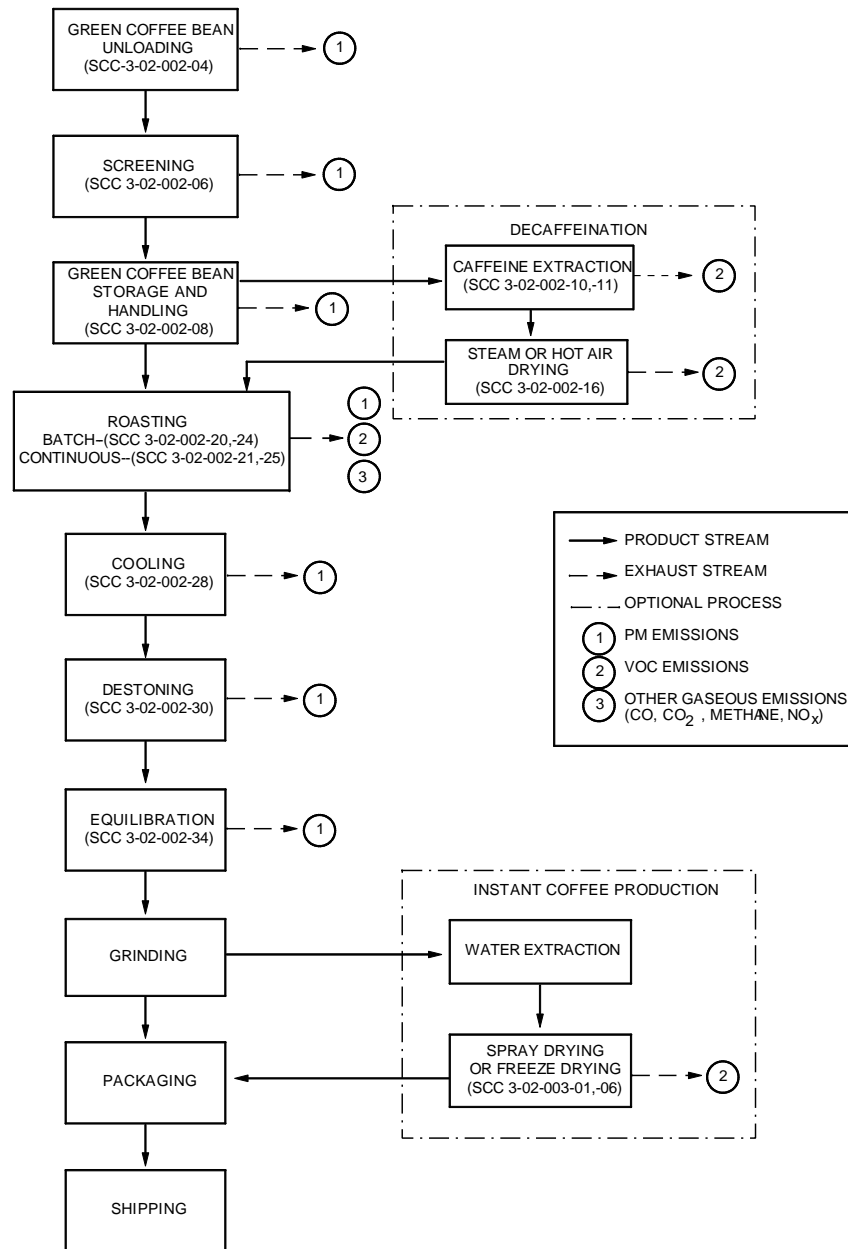 GREEN COFFEE BEAN
UNLOADING
(SCC-3-02-002-04)
1
SCREENING
(SCC 3-02-002-06)
1
GREEN COFFEE BEAN
STORAGE AND
HANDLING
(SCC 3-02-002-08)
1
DECAFFEINATION
CAFFEINE EXTRACTION
(SCC 3-02-002-10,-11)
2
STEAM OR HOT AIR
DRYING
(SCC 3-02-002-16)
2
ROASTING
BATCH--(SCC 3-02-002-20,-24)
CONTINUOUS--(SCC 3-02-002-21,-25)
1
2
3
COOLING
(SCC 3-02-002-28)
1
DESTONING
(SCC 3-02-002-30)
1
EQUILIBRATION
(SCC 3-02-002-34)
1
PRODUCT STREAM
EXHAUST STREAM
OPTIONAL PROCESS
1 PM EMISSIONS
2 VOC EMISSIONS
3 OTHER GASEOUS EMISSIONS
(CO, CO2 , METHANE, NOx)
GRINDING
INSTANT COFFEE PRODUCTION
WATER EXTRACTION
SPRAY DRYING
OR FREEZE DRYING
(SCC 3-02-003-01,-06)
2
PACKAGING
SHIPPING